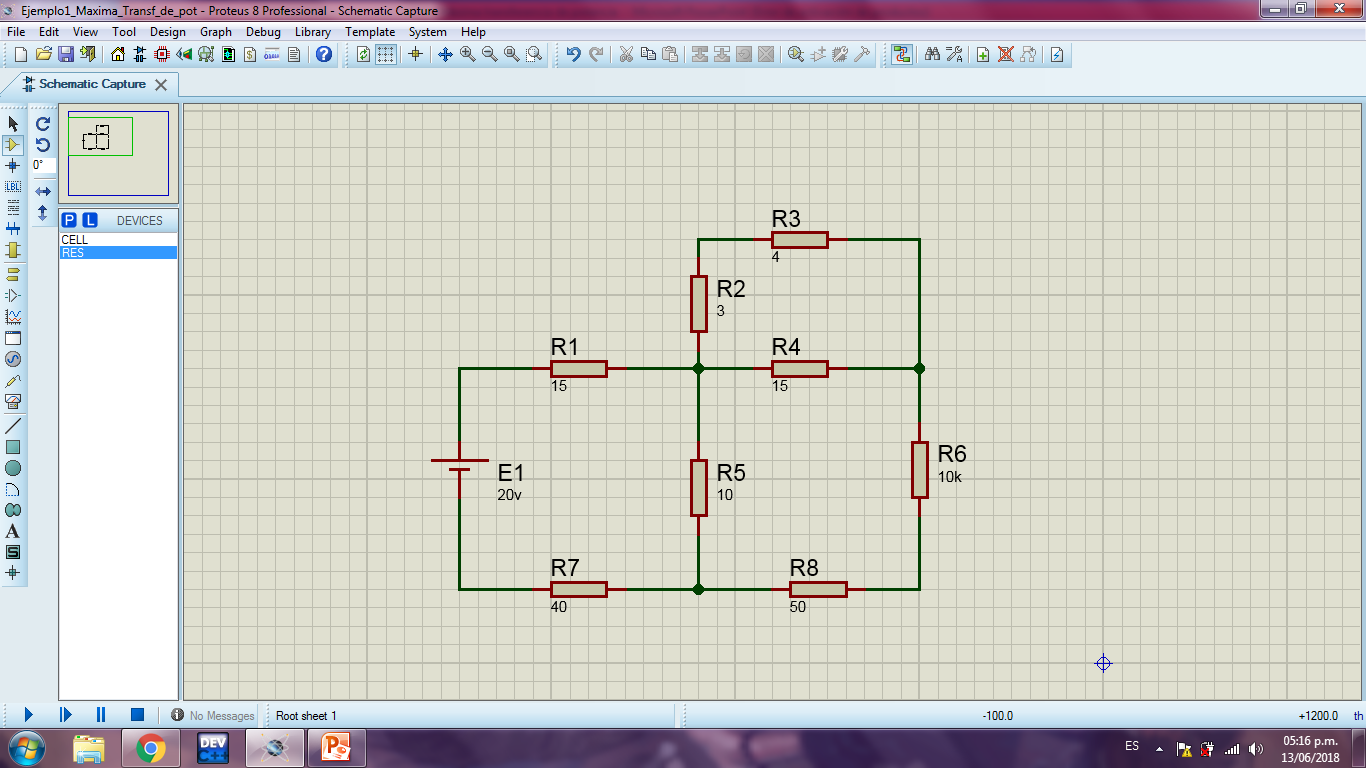 Ejemplo1_Maxima_Transf_de_pot - Proteus 8 Professional - Schematic Capture
File Edit View Tool Design Graph Debug Library Template System Help
Schematic Capture
0°
LBL
P L DEVICES
CELL
RES
A
S
R3
4
R2
3
R1
15
R4
15
E1
20v
R5
10
R6
10k
R7
40
R8
50
No Messages
Root sheet 1
-100.0
+1200.0
th
DEV
C++
ES
05:16 p.m.
13/06/2018